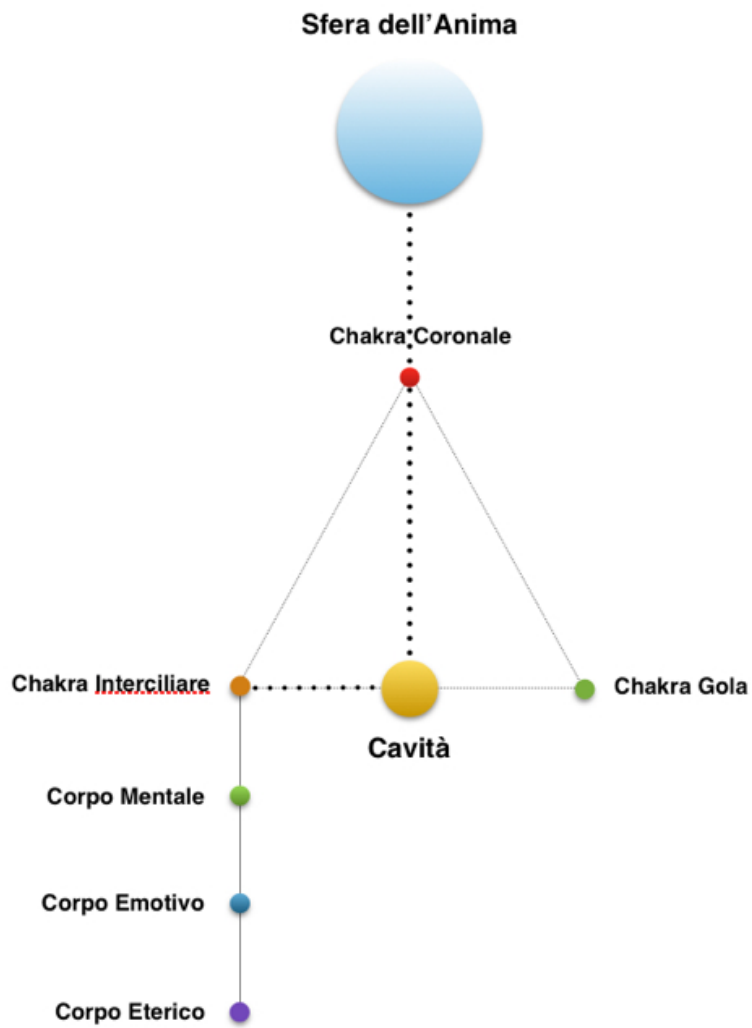 Sfera dell'Anima
Chakra Coronale
Chakra Interciliare
Chakra Gola
Cavità
Corpo Mentale
Corpo Emotivo
Corpo Eterico